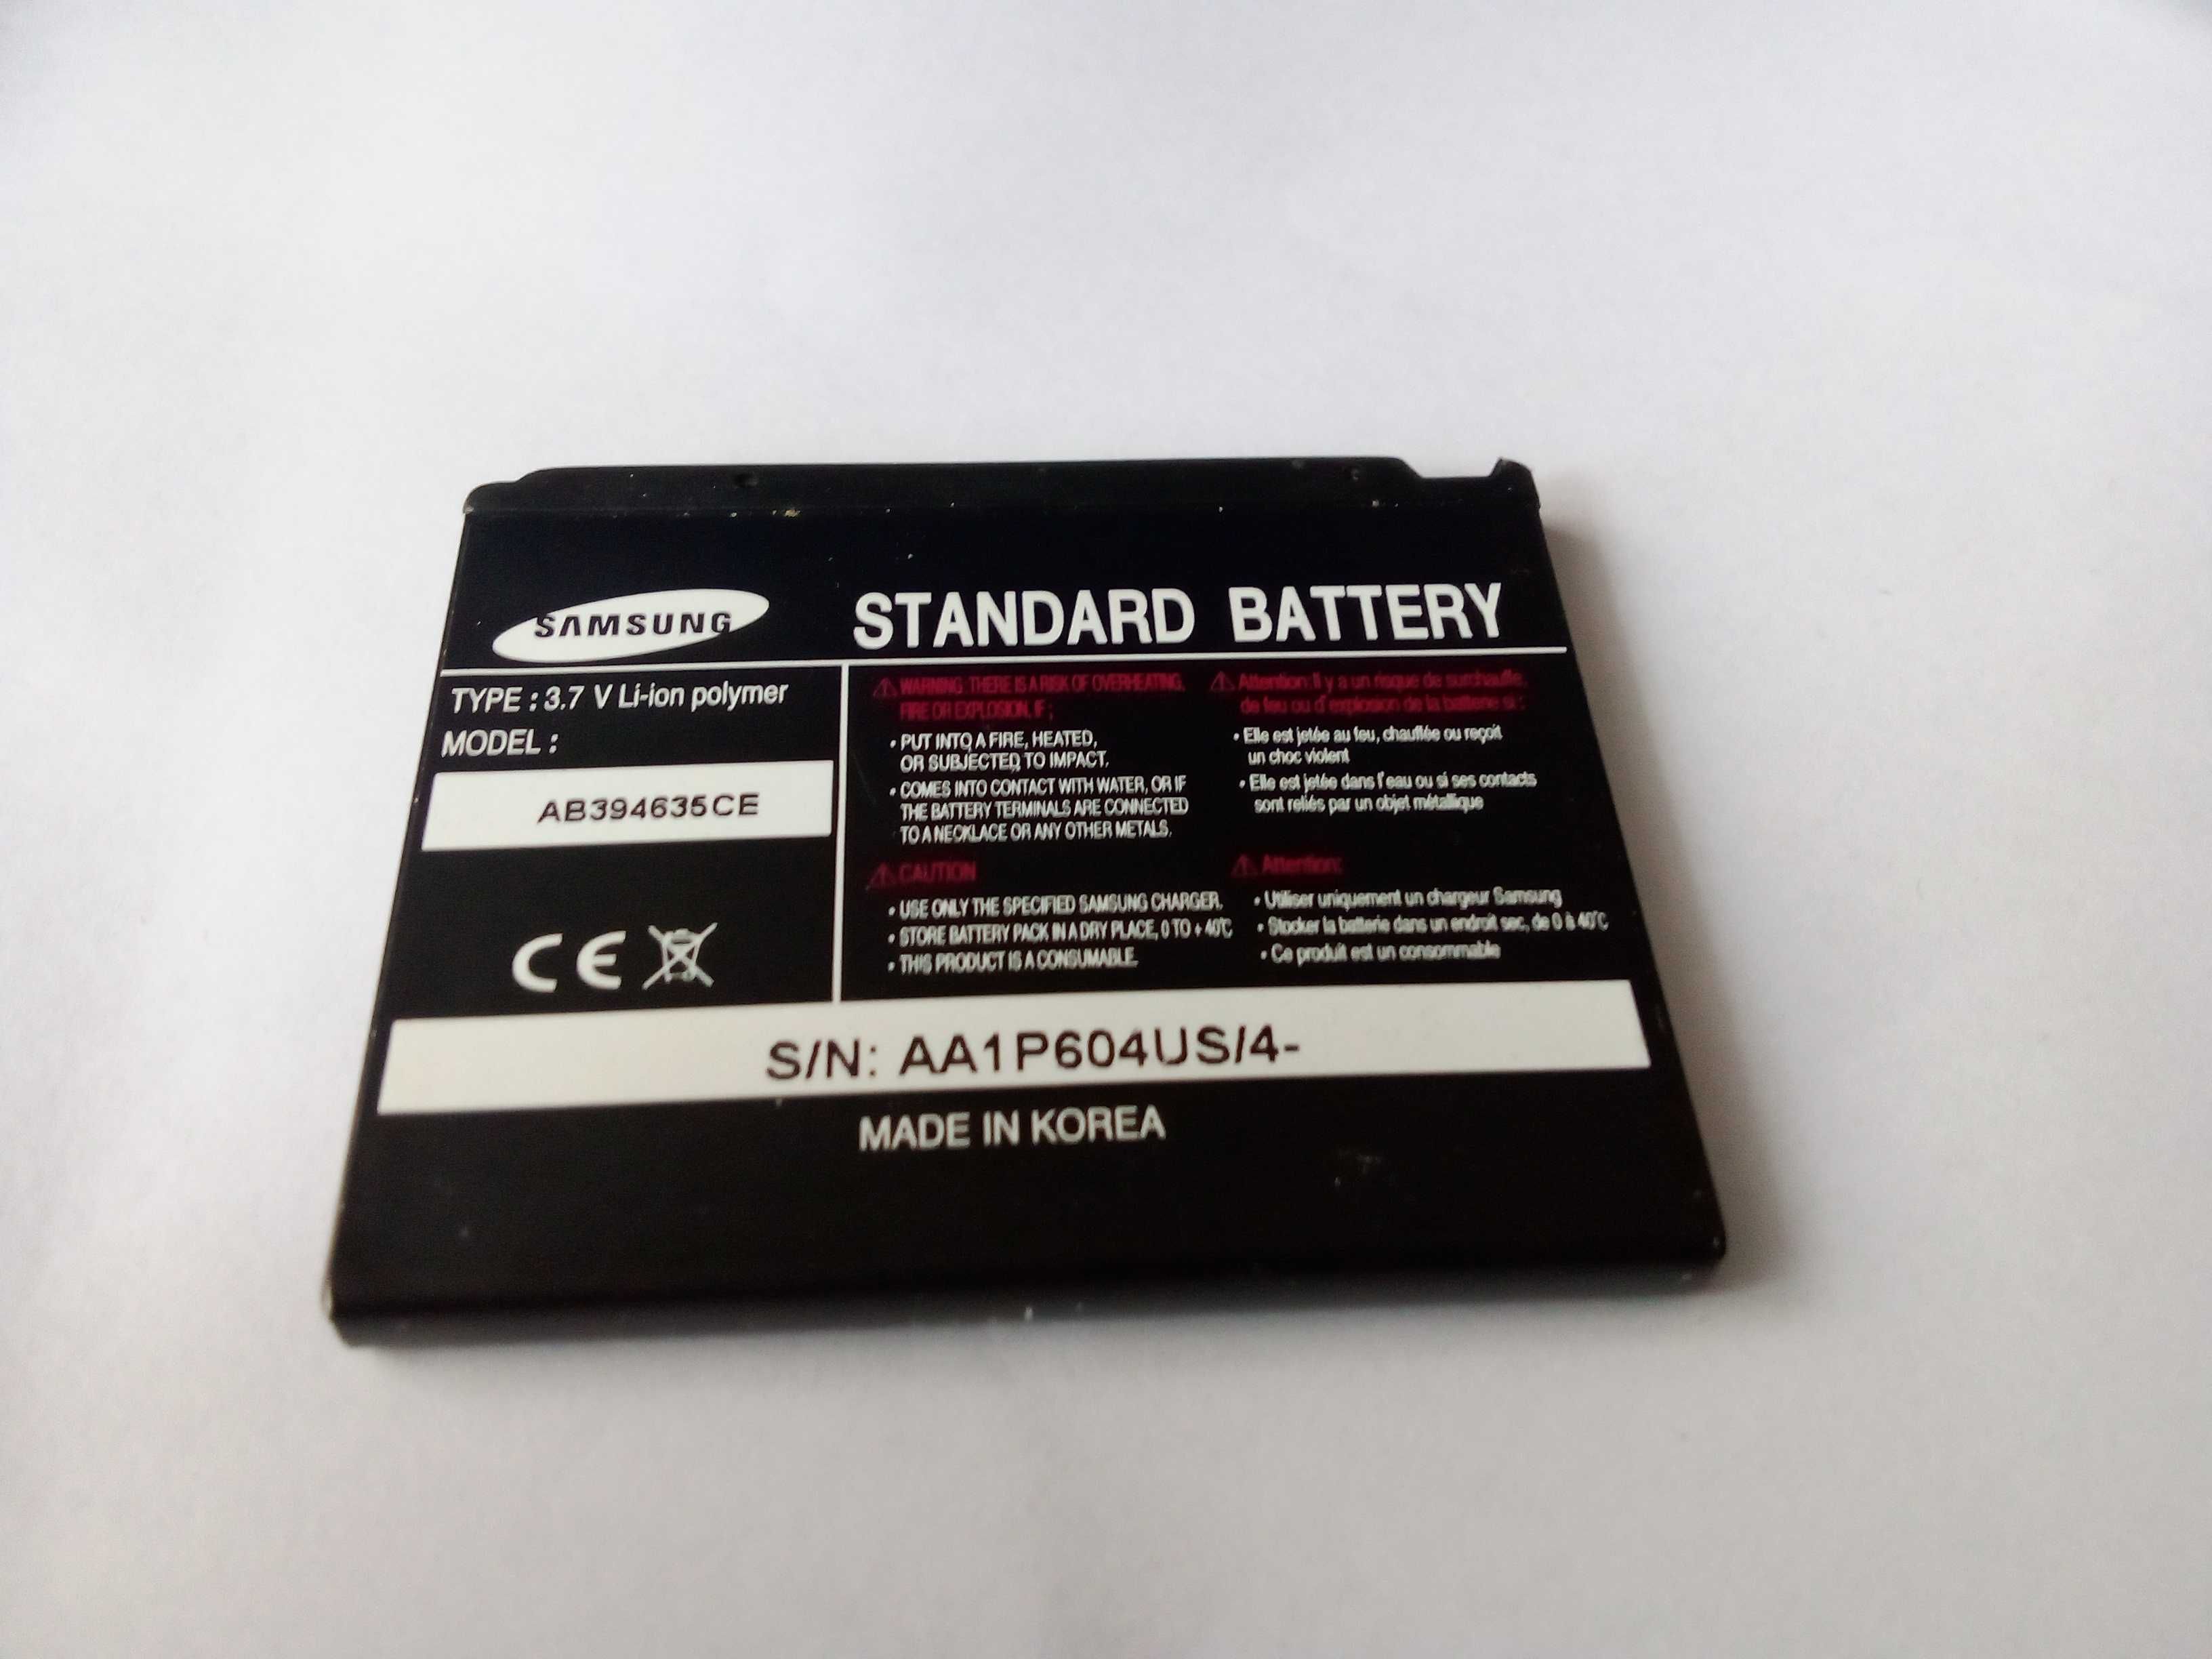 SAMSUNG
STANDARD BATTERY
TYPE : 3.7 V Li-ion polymer
MODEL :
AB394635CE
WARNING: THERE IS A RISK OF OVERHEATING,
FIRE OR EXPLOSION, IF ;
• PUT INTO A FIRE, HEATED,
OR SUBJECTED TO IMPACT.
• COMES INTO CONTACT WITH WATER, OR IF
THE BATTERY TERMINALS ARE CONNECTED
TO A NECKLACE OR ANY OTHER METALS.
CAUTION
• USE ONLY THE SPECIFIED SAMSUNG CHARGER.
• STORE BATTERY PACK IN A DRY PLACE, 0 TO + 40℃
• THIS PRODUCT IS A CONSUMABLE.
Attention: Il y a un risque de surchauffe,
de feu ou d'explosion de la batterie si :
• Elle est jetée au feu, chauffée ou reçoit
un choc violent
• Elle est jetée dans l'eau ou si ses contacts
sont reliés par un objet métallique
Attention:
• Utiliser uniquement un chargeur Samsung
• Stocker la batterie dans un endroit sec, de 0 à 40℃
• Ce produit est un consommable
CE
S/N: AA1P604US/4-
MADE IN KOREA